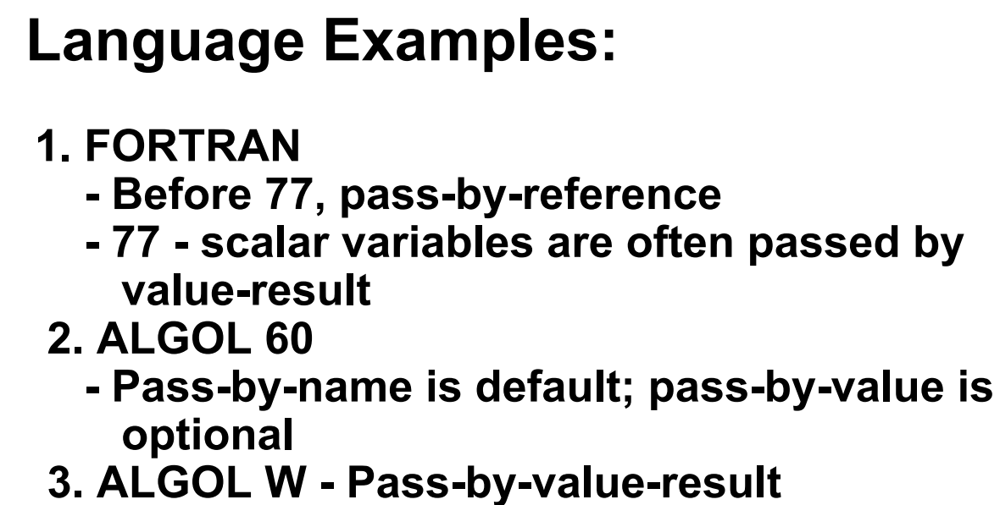 Language Examples:
1. FORTRAN
- Before 77, pass-by-reference
- 77 - scalar variables are often passed by
value-result
2. ALGOL 60
- Pass-by-name is default; pass-by-value is
optional
3. ALGOL W - Pass-by-value-result